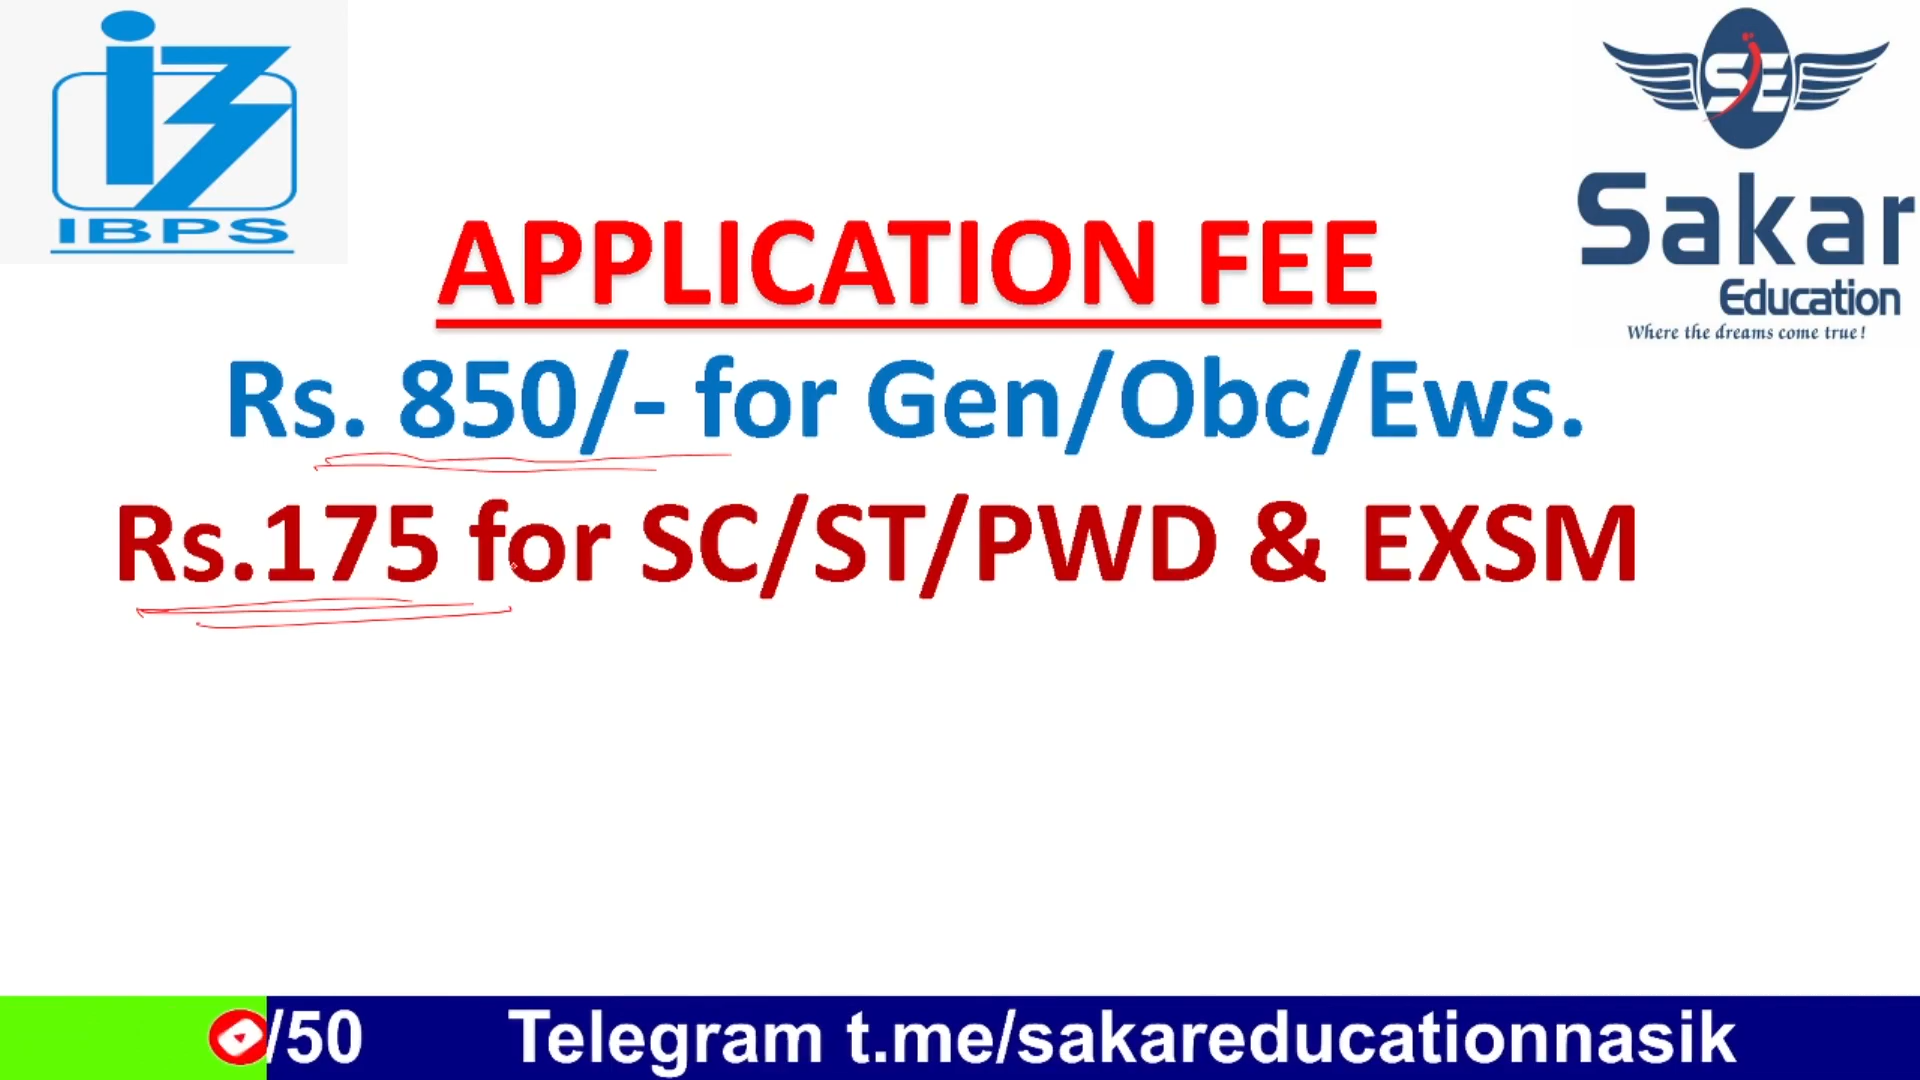 IBPS
SE
Sakar
Education
Where the dreams come true!
APPLICATION FEE
Rs. 850/- for Gen/Obc/Ews.
Rs.175 for SC/ST/PWD & EXSM
/50 Telegram t.me/sakareducationnasik